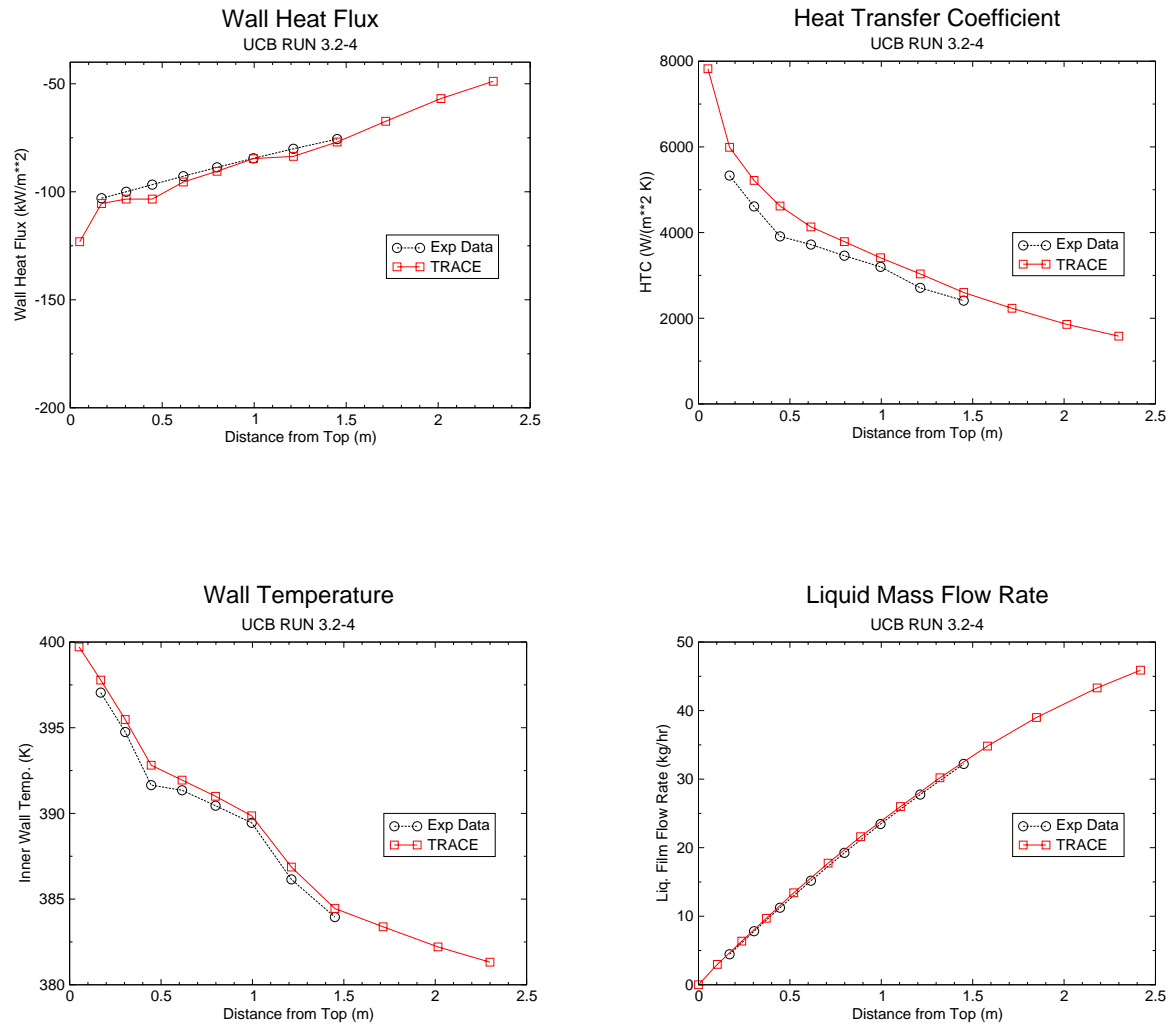 Wall Heat Flux
UCB RUN 3.2-4
-50
-100
-150
-200
0 0.5 1 1.5 2 2.5
Wall Heat Flux (kW/m**2)
Distance from Top (m)
Exp Data
TRACE
Heat Transfer Coefficient
UCB RUN 3.2-4
8000
6000
4000
2000
0
0 0.5 1 1.5 2 2.5
HTC (W/(m**2 K))
Distance from Top (m)
Exp Data
TRACE
Wall Temperature
UCB RUN 3.2-4
400
395
390
385
380
0 0.5 1 1.5 2 2.5
Inner Wall Temp. (K)
Distance from Top (m)
Exp Data
TRACE
Liquid Mass Flow Rate
UCB RUN 3.2-4
50
40
30
20
10
0
0 0.5 1 1.5 2 2.5
Liq. Film Flow Rate (kg/hr)
Distance from Top (m)
Exp Data
TRACE